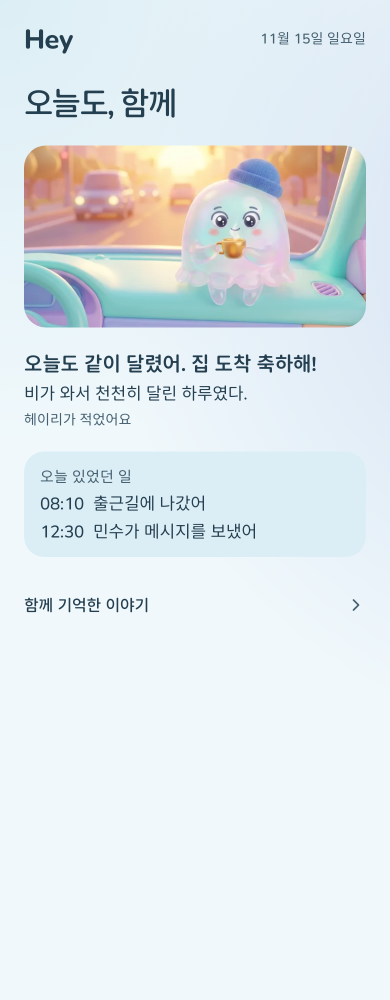 Hey
11월 15일 일요일
오늘도, 함께
오늘도 같이 달렸어. 집 도착 축하해!
비가 와서 천천히 달린 하루였다.
헤이리가 적었어요
오늘 있었던 일
08:10 출근길에 나갔어
12:30 민수가 메시지를 보냈어
함께 기억한 이야기